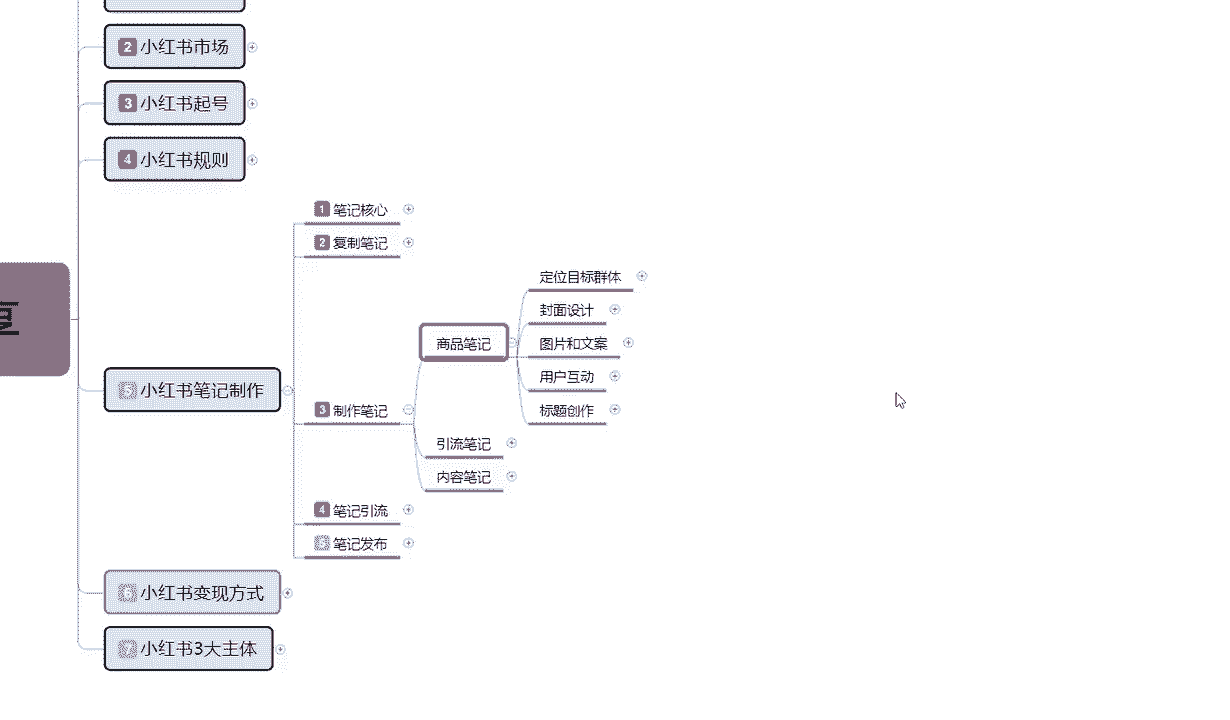 2 小红书市场
3 小红书起号
4 小红书规则
5 小红书笔记制作
1 笔记核心
2 复制笔记
3 制作笔记
商品笔记
定位目标群体
封面设计
图片和文案
用户互动
标题创作
引流笔记
内容笔记
4 笔记引流
5 笔记发布
6 小红书变现方式
7 小红书3大主体